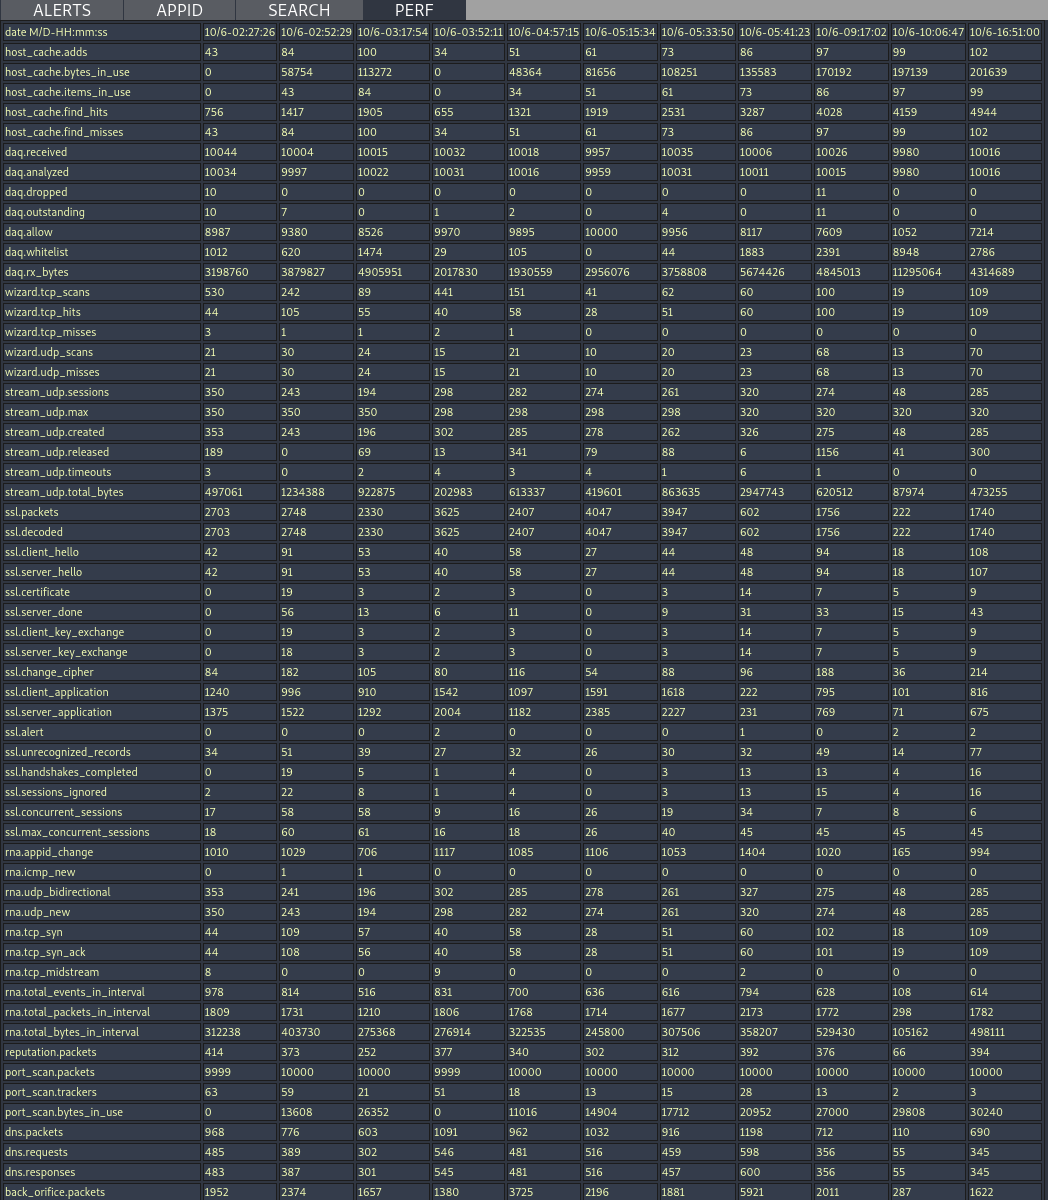 ALERTS APPID SEARCH PERF
date M/D-HH:mm:ss 10/6-02:27:26 10/6-02:52:29 10/6-03:17:54 10/6-03:52:11 10/6-04:57:15 10/6-05:15:34 10/6-05:33:50 10/6-05:41:23 10/6-09:17:02 10/6-10:06:47 10/6-16:51:00
host_cache.adds 43 84 100 34 51 61 73 86 97 99 102
host_cache.bytes_in_use 0 58754 113272 0 48364 81656 108251 135583 170192 197139 201639
host_cache.items_in_use 0 43 84 0 34 51 61 73 86 97 99
host_cache.find_hits 756 1417 1905 655 1321 1919 2531 3287 4028 4159 4944
host_cache.find_misses 43 84 100 34 51 61 73 86 97 99 102
daq.received 10044 10004 10015 10032 10018 9957 10035 10006 10026 9980 10016
daq.analyzed 10034 9997 10022 10031 10016 9959 10031 10011 10015 9980 10016
daq.dropped 10 0 0 0 0 0 0 0 11 0 0
daq.outstanding 10 7 0 1 2 0 4 0 11 0 0
daq.allow 8987 9380 8526 9970 9895 10000 9956 8117 7609 1052 7214
daq.whitelist 1012 620 1474 29 105 0 44 1883 2391 8948 2786
daq.rx_bytes 3198760 3879827 4905951 2017830 1930559 2956076 3758808 5674426 4845013 11295064 4314689
wizard.tcp_scans 530 242 89 441 151 41 62 60 100 19 109
wizard.tcp_hits 44 105 55 40 58 28 51 60 100 19 109
wizard.tcp_misses 3 1 1 2 1 0 0 0 0 0 0
wizard.udp_scans 21 30 24 15 21 10 20 23 68 13 70
wizard.udp_misses 21 30 24 15 21 10 20 23 68 13 70
stream_udp.sessions 350 243 194 298 282 274 261 320 274 48 285
stream_udp.max 350 350 350 298 298 298 298 320 320 320 320
stream_udp.created 353 243 196 302 285 278 262 326 275 48 285
stream_udp.released 189 0 69 13 341 79 88 6 1156 41 300
stream_udp.timeouts 3 0 2 4 3 4 1 6 1 0 0
stream_udp.total_bytes 497061 1234388 922875 202983 613337 419601 863635 2947743 620512 87974 473255
ssl.packets 2703 2748 2330 3625 2407 4047 3947 602 1756 222 1740
ssl.decoded 2703 2748 2330 3625 2407 4047 3947 602 1756 222 1740
ssl.client_hello 42 91 53 40 58 27 44 48 94 18 108
ssl.server_hello 42 91 53 40 58 27 44 48 94 18 107
ssl.certificate 0 19 3 2 3 0 3 14 7 5 9
ssl.server_done 0 56 13 6 11 0 9 31 33 15 43
ssl.client_key_exchange 0 19 3 2 3 0 3 14 7 5 9
ssl.server_key_exchange 0 18 3 2 3 0 3 14 7 5 9
ssl.change_cipher 84 182 105 80 116 54 88 96 188 36 214
ssl.client_application 1240 996 910 1542 1097 1591 1618 222 795 101 816
ssl.server_application 1375 1522 1292 2004 1182 2385 2227 231 769 71 675
ssl.alert 0 0 0 2 0 0 0 1 0 2 2
ssl.unrecognized_records 34 51 39 27 32 26 30 32 49 14 77
ssl.handshakes_completed 0 19 5 1 4 0 3 13 13 4 16
ssl.sessions_ignored 2 22 8 1 4 0 3 13 15 4 16
ssl.concurrent_sessions 17 58 58 9 16 26 19 34 7 8 6
ssl.max_concurrent_sessions 18 60 61 16 18 26 40 45 45 45 45
rna.appid_change 1010 1029 706 1117 1085 1106 1053 1404 1020 165 994
rna.icmp_new 0 1 1 0 0 0 0 0 0 0 0
rna.udp_bidirectional 353 241 196 302 285 278 261 327 275 48 285
rna.udp_new 350 243 194 298 282 274 261 320 274 48 285
rna.tcp_syn 44 109 57 40 58 28 51 60 102 18 109
rna.tcp_syn_ack 44 108 56 40 58 28 51 60 101 19 109
rna.tcp_midstream 8 0 0 9 0 0 0 2 0 0 0
rna.total_events_in_interval 978 814 516 831 700 636 616 794 628 108 614
rna.total_packets_in_interval 1809 1731 1210 1806 1768 1714 1677 2173 1772 298 1782
rna.total_bytes_in_interval 312238 403730 275368 276914 322535 245800 307506 358207 529430 105162 498111
reputation.packets 414 373 252 377 340 302 312 392 376 66 394
port_scan.packets 9999 10000 10000 9999 10000 10000 10000 10000 10000 10000 10000
port_scan.trackers 63 59 21 51 18 13 15 28 13 2 3
port_scan.bytes_in_use 0 13608 26352 0 11016 14904 17712 20952 27000 29808 30240
dns.packets 968 776 603 1091 962 1032 916 1198 712 110 690
dns.requests 485 389 302 546 481 516 459 598 356 55 345
dns.responses 483 387 301 545 481 516 457 600 356 55 345
back_orifice.packets 1952 2374 1657 1380 3725 2196 1881 5921 2011 287 1622